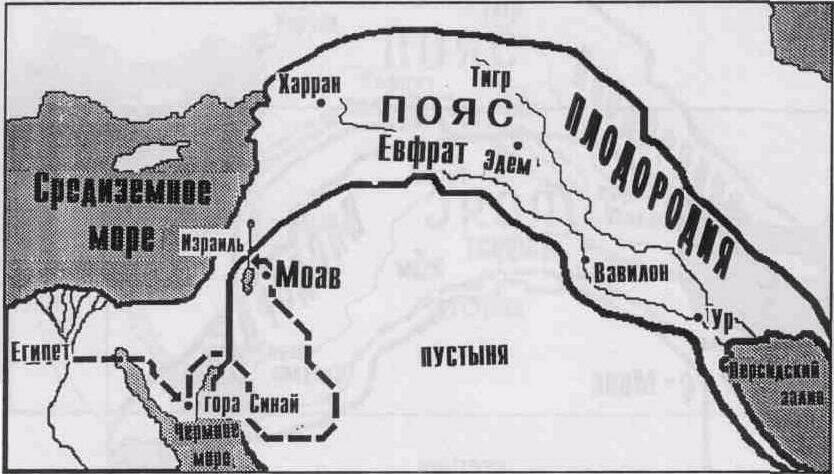 Харран
Тигр
ПОЯС ПЛОДОРОДИЯ
Евфрат
Эдем
Средиземное
море
Израиль
Моав
Вавилон
Ур
Египет
ПУСТЫНЯ
Персидский
залив
гора Синай
Чермное
море